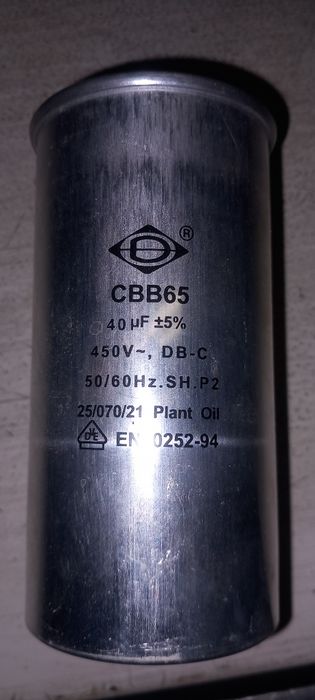 ®
CBB65
40 µF ±5%
450V~, DB-C
50/60Hz.SH.P2
25/070/21 Plant Oil
EN 0252-94